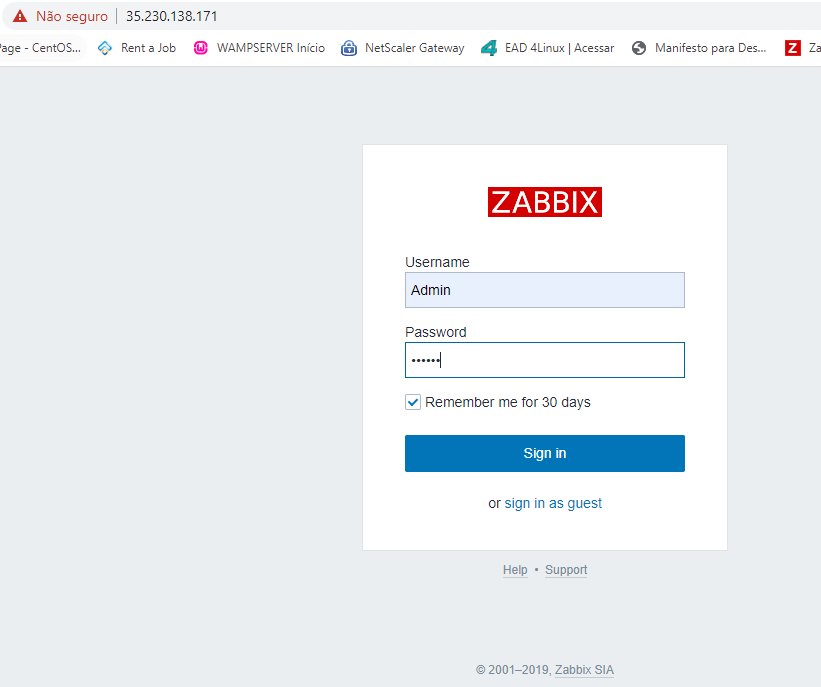 Não seguro 35.230.138.171
Page - CentOS... Rent a Job WAMPSERVER Início NetScaler Gateway EAD 4Linux | Acessar Manifesto para Des... Z Za
ZABBIX
Username
Admin
Password
••••••
Remember me for 30 days
Sign in
or sign in as guest
Help • Support
© 2001–2019, Zabbix SIA